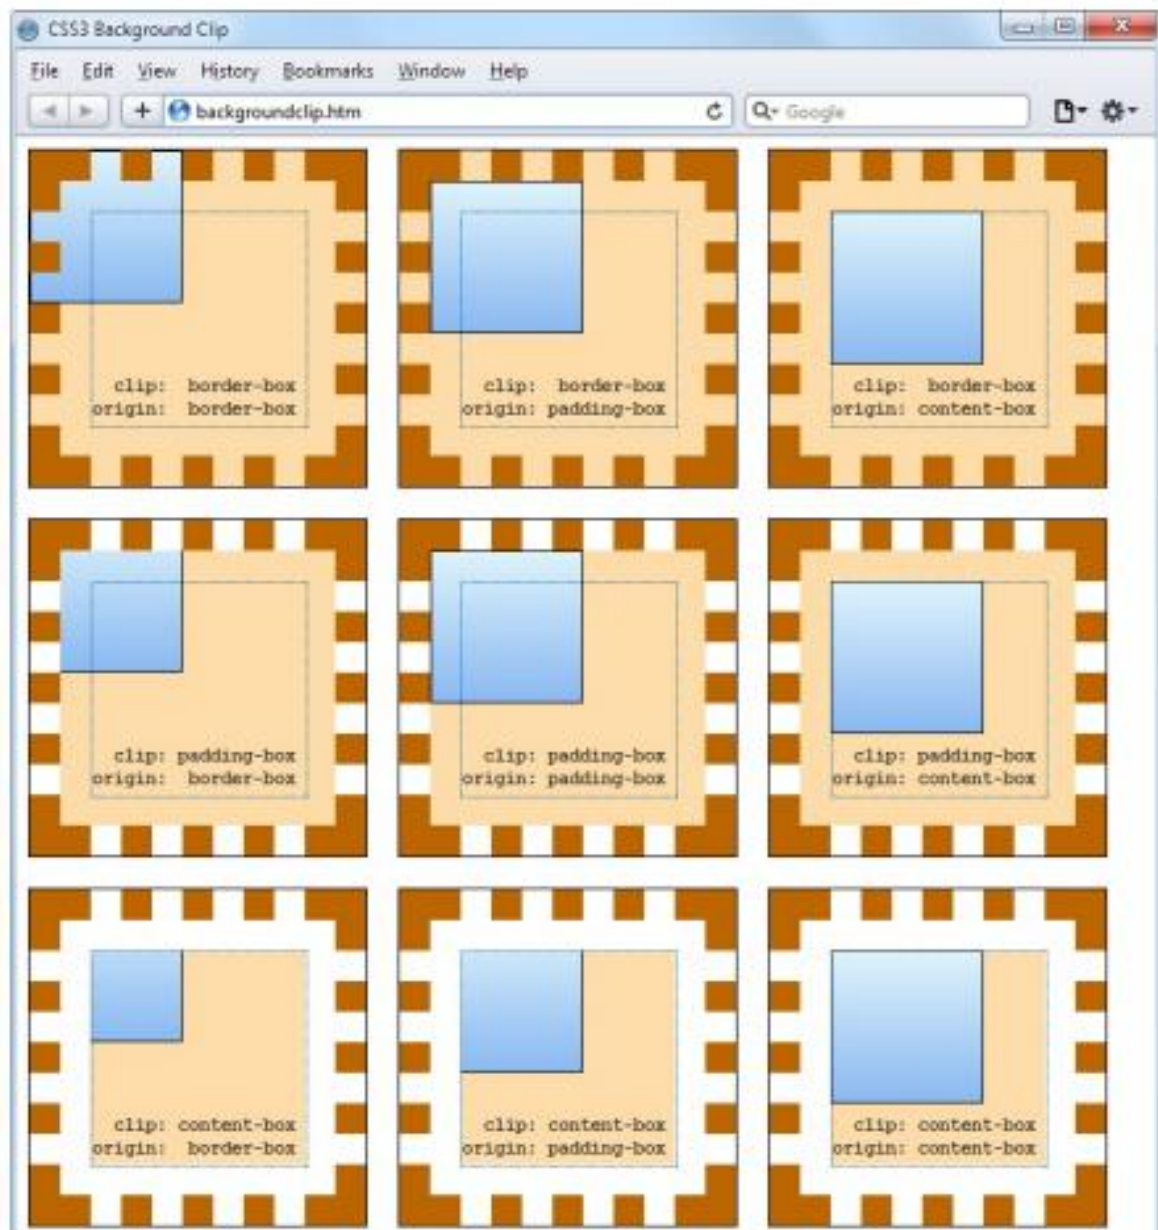 CSS3 Background Clip
File Edit View History Bookmarks Window Help
backgroundclip.htm
Google
clip: border-box
origin: border-box
clip: border-box
origin: padding-box
clip: border-box
origin: content-box
clip: padding-box
origin: border-box
clip: padding-box
origin: padding-box
clip: padding-box
origin: content-box
clip: content-box
origin: border-box
clip: content-box
origin: padding-box
clip: content-box
origin: content-box